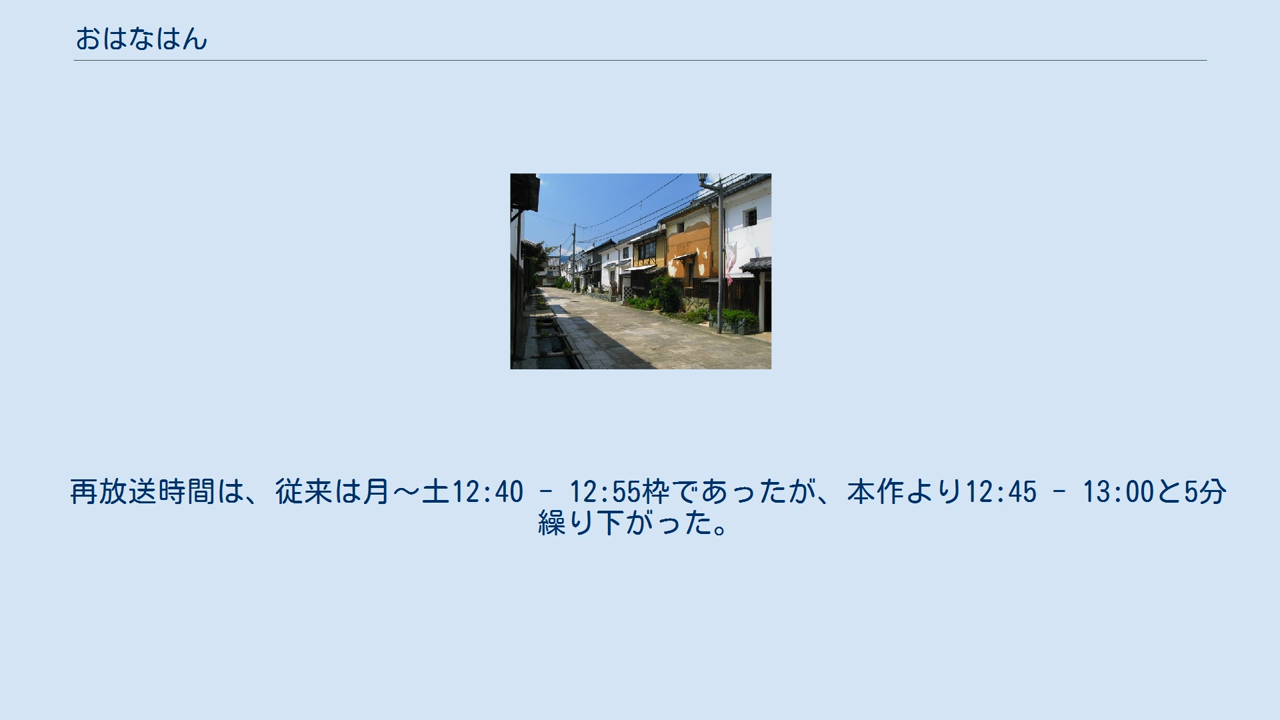 おはなはん
再放送時間は、従来は月〜土12:40 - 12:55枠であったが、本作より12:45 - 13:00と5分
繰り下がった。